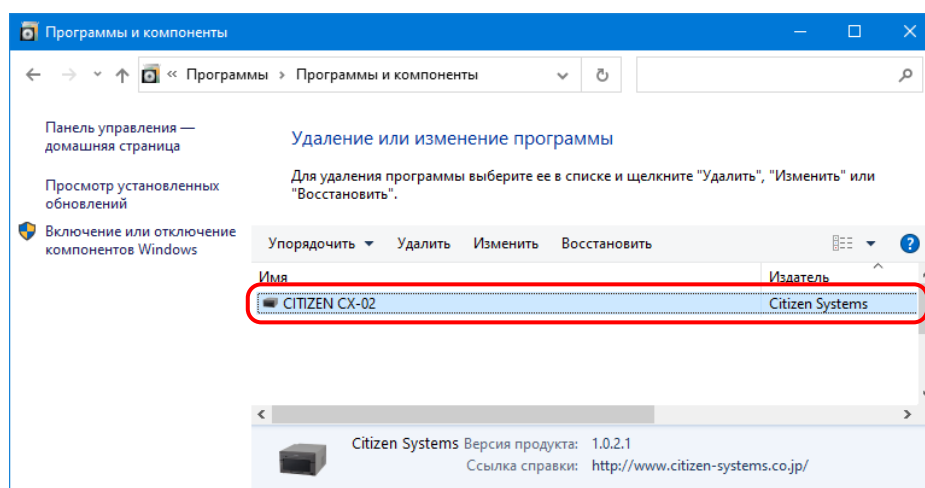 Программы и компоненты
« Программы › Программы и компоненты
Панель управления —
домашняя страница
Просмотр установленных
обновлений
Включение или отключение
компонентов Windows
Удаление или изменение программы
Для удаления программы выберите ее в списке и щелкните "Удалить", "Изменить" или
"Восстановить".
Упорядочить Удалить Изменить Восстановить ?
Имя Издатель
CITIZEN CX-02 Citizen Systems
Citizen Systems Версия продукта: 1.0.2.1
Ссылка справки: http://www.citizen-systems.co.jp/